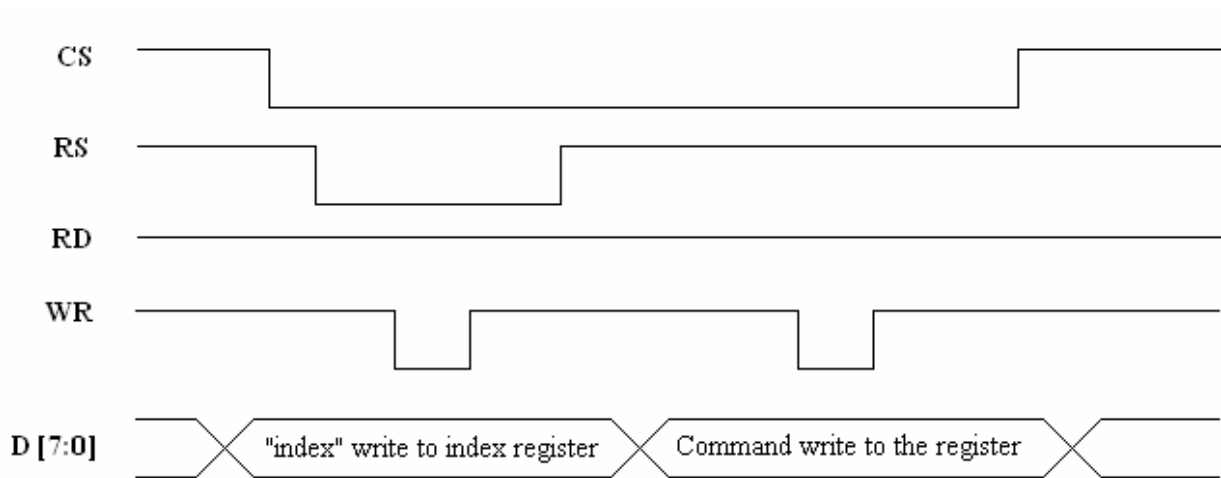 CS
RS
RD
WR
D [7:0] "index" write to index register Command write to the register